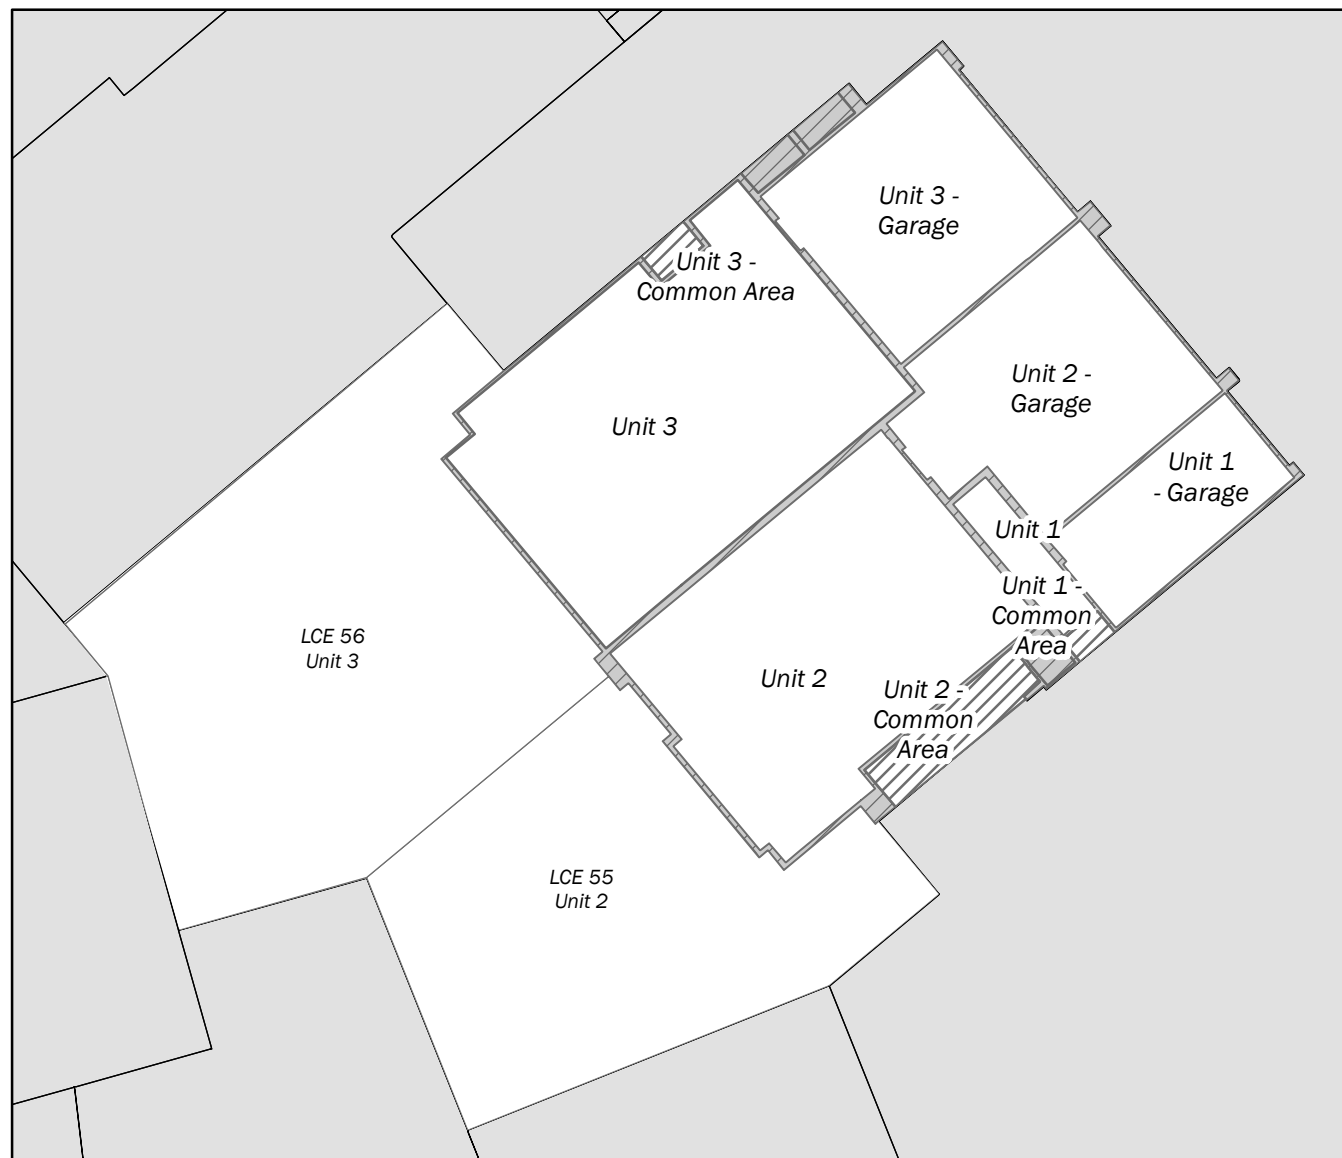 Unit 3 -
Garage
Unit 3 -
Common Area
Unit 2 -
Garage
Unit 3
Unit 1
- Garage
Unit 1
Unit 1 -
Common
Area
LCE 56
Unit 3
Unit 2
Unit 2 -
Common
Area
LCE 55
Unit 2